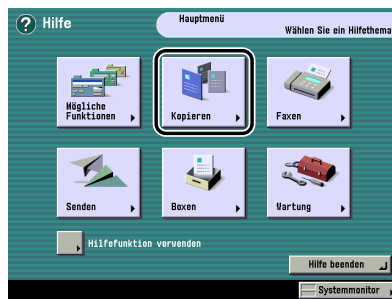 Hilfe
Hauptmenü
Wählen Sie ein Hilfethema
Mögliche
Funktionen
Kopieren
Faxen
Senden
Boxen
Wartung
Hilfefunktion verwenden
Hilfe beenden
Systemmonitor